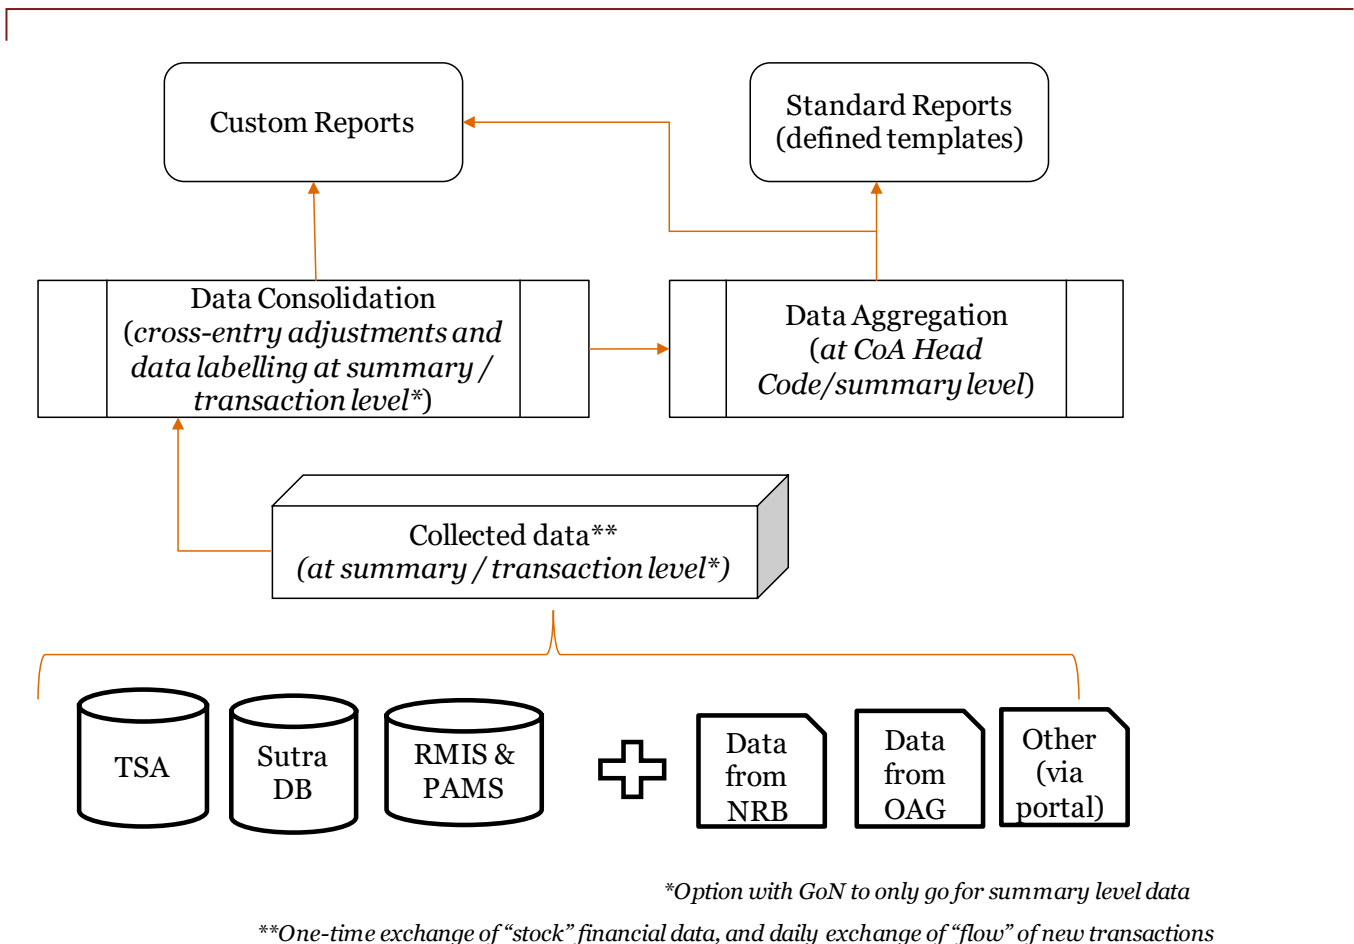 Custom Reports
Standard Reports
(defined templates)
Data Consolidation
(cross-entry adjustments and
data labelling at summary /
transaction level*)
Data Aggregation
(at CoA Head
Code/summary level)
Collected data**
(at summary / transaction level*)
TSA
Sutra
DB
RMIS &
PAMS
Data
from
NRB
Data
from
OAG
Other
(via
portal)
*Option with GoN to only go for summary level data
**One-time exchange of “stock” financial data, and daily exchange of “flow” of new transactions